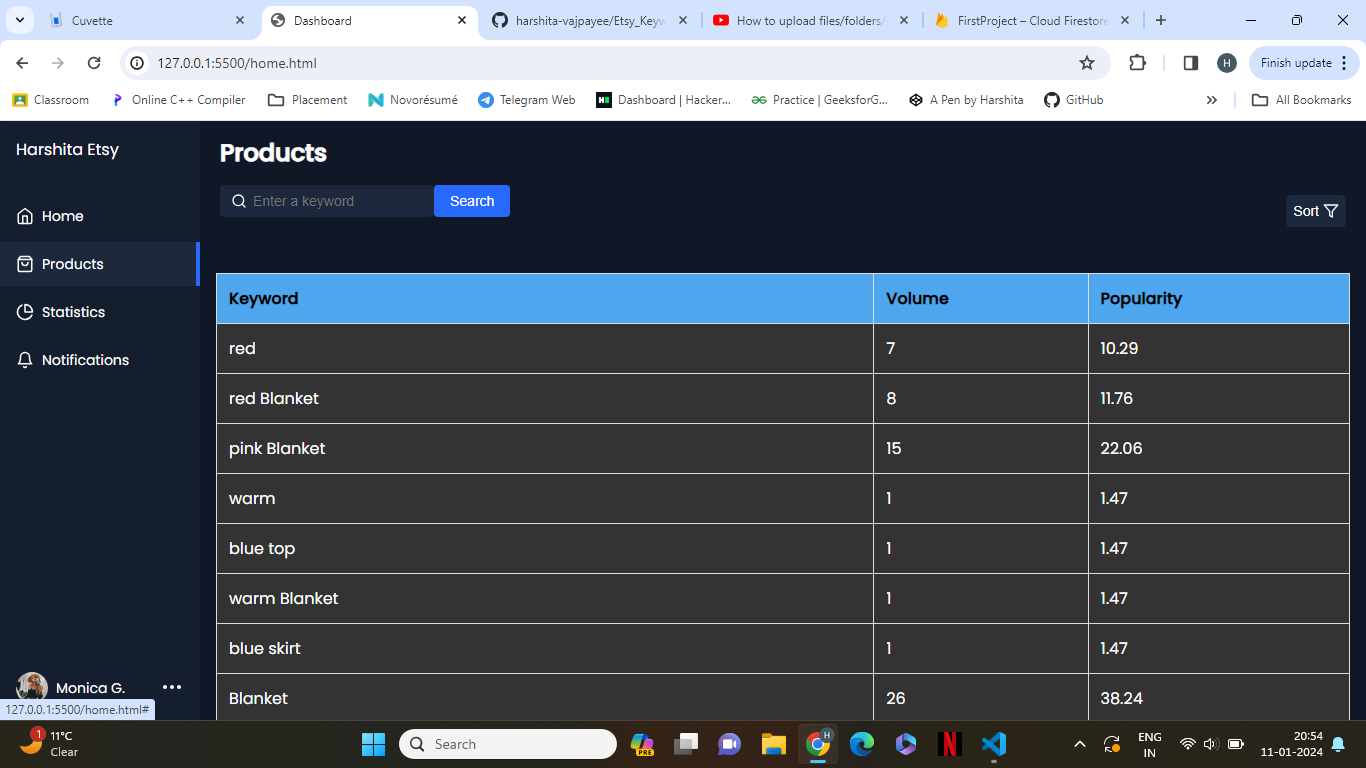 Cuvette
Dashboard
harshita-vajpayee/Etsy_Keyw
How to upload files/folders/
FirstProject – Cloud Firestore
127.0.0.1:5500/home.html
H
Finish update
Classroom
Online C++ Compiler
Placement
Novorésumé
Telegram Web
Dashboard | Hacker...
Practice | GeeksforG...
A Pen by Harshita
GitHub
All Bookmarks
Harshita Etsy
Home
Products
Statistics
Notifications
Monica G.
127.0.0.1:5500/home.html#
Products
Enter a keyword
Search
Sort
Keyword Volume Popularity
red 7 10.29
red Blanket 8 11.76
pink Blanket 15 22.06
warm 1 1.47
blue top 1 1.47
warm Blanket 1 1.47
blue skirt 1 1.47
Blanket 26 38.24
1
11°C
Clear
Search
PRE
H
N
ENG
IN
20:54
11-01-2024